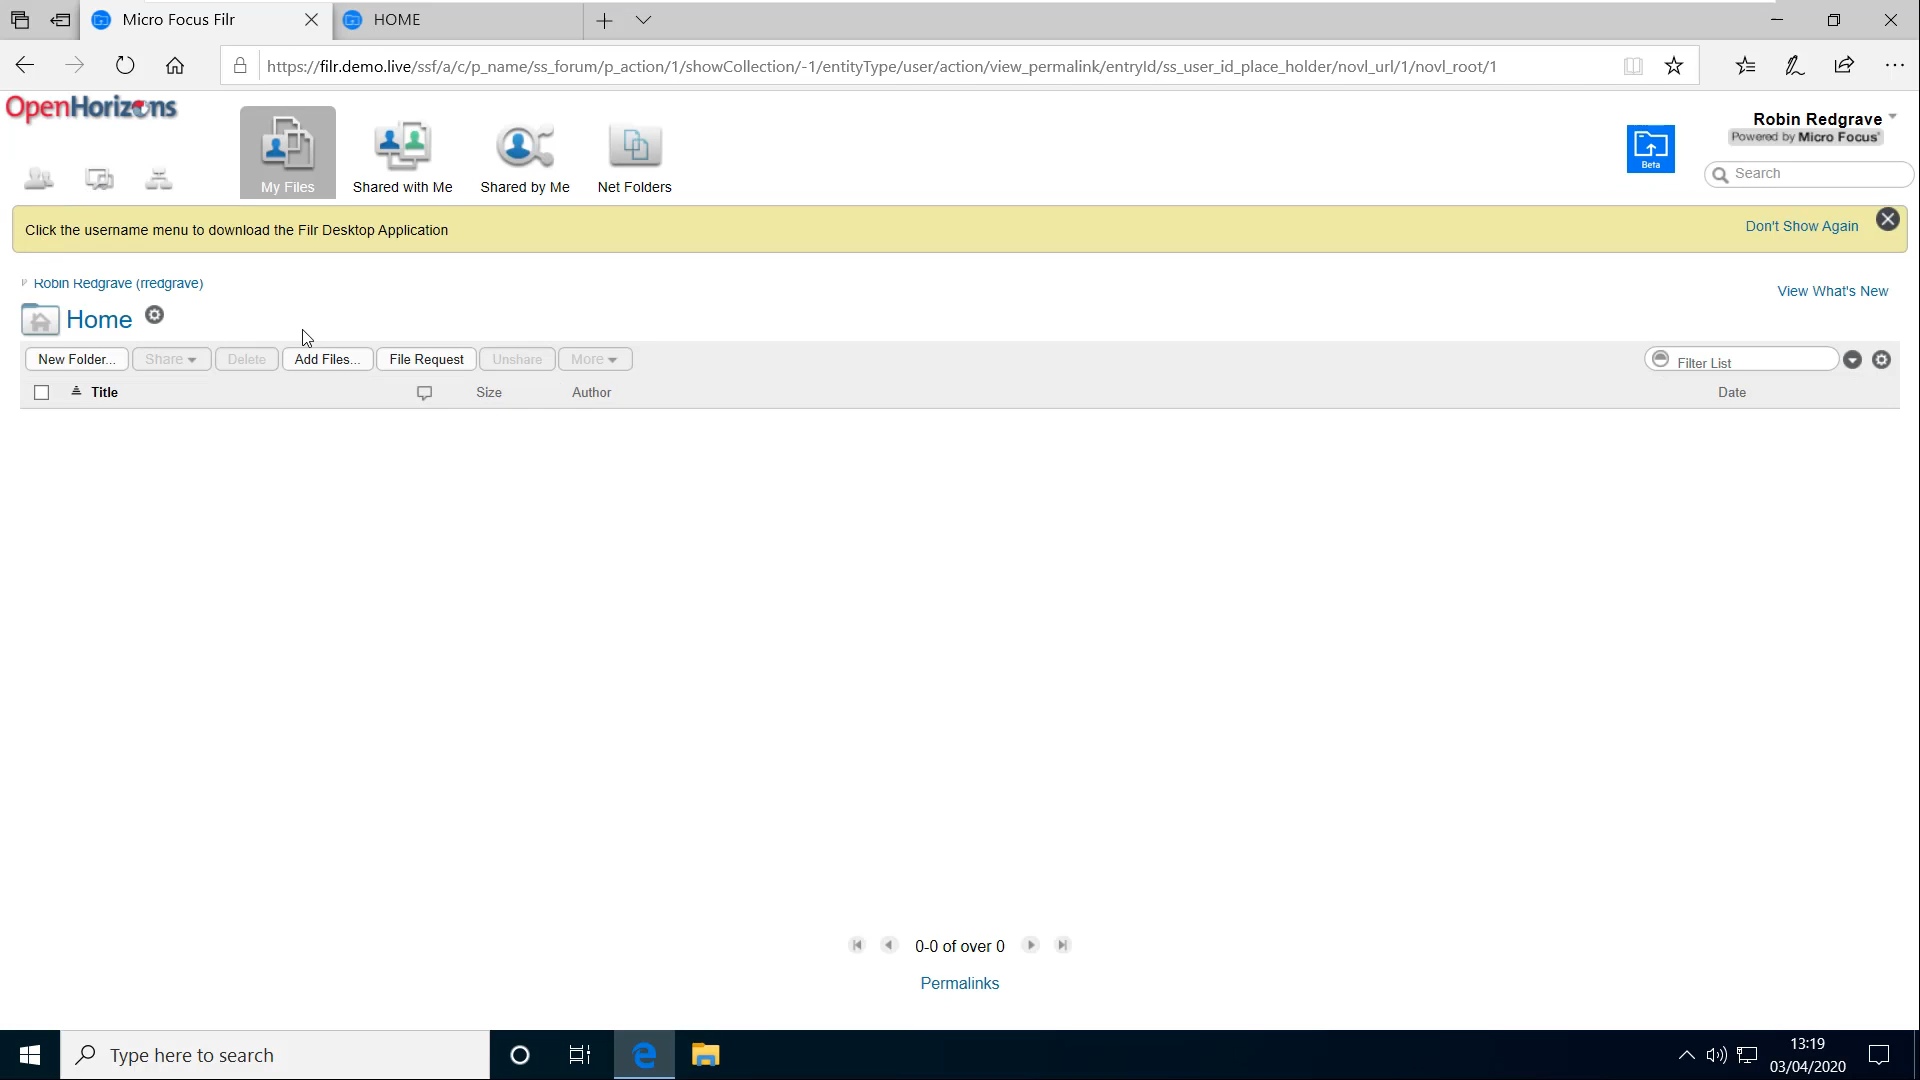 Micro Focus Filr
HOME
https://filr.demo.live/ssf/a/c/p_name/ss_forum/p_action/1/showCollection/-1/entityType/user/action/view_permalink/entryId/ss_user_id_place_holder/novl_url/1/novl_root/1
OpenHorizons
My Files
Shared with Me
Shared by Me
Net Folders
Beta
Robin Redgrave
Powered by Micro Focus
Search
Click the username menu to download the Filr Desktop Application
Don't Show Again
Robin Redgrave (rredgrave)
View What's New
Home
New Folder... Share Delete Add Files... File Request Unshare More
Filter List
Title Size Author Date
0-0 of over 0
Permalinks
Type here to search
13:19
03/04/2020